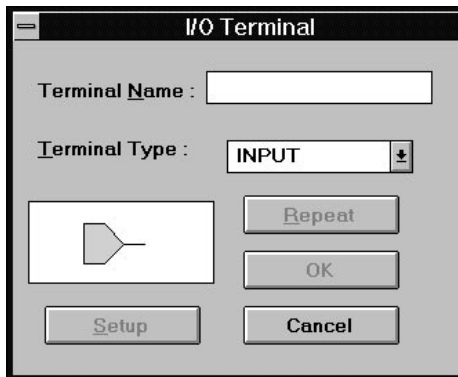 I/O Terminal
Terminal Name :
Terminal Type :
INPUT
Repeat
OK
Setup
Cancel